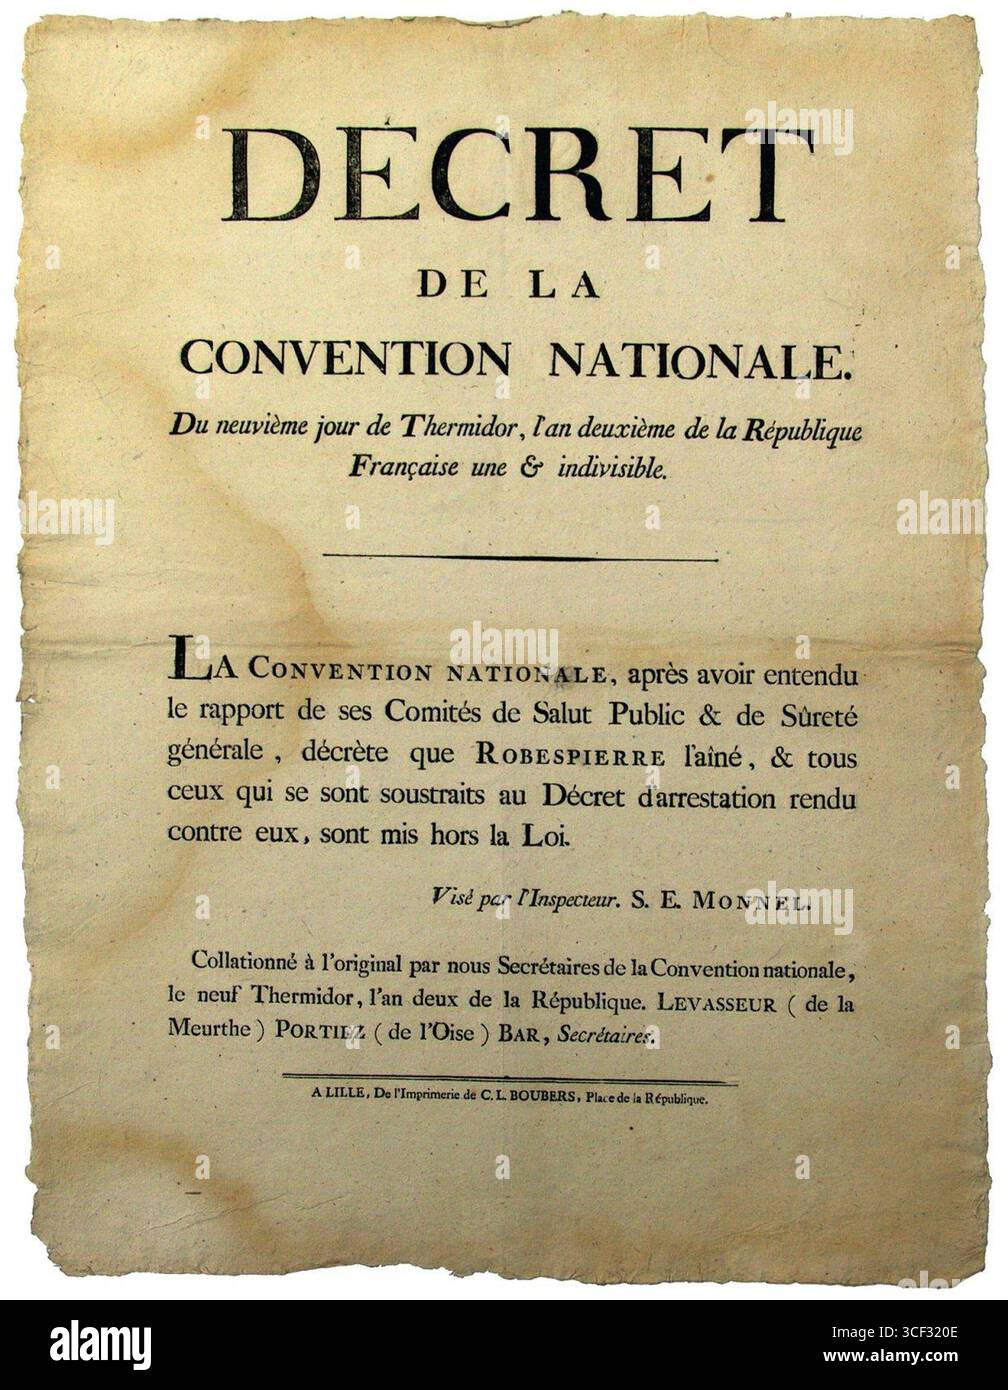 DÉCRET
DE LA
CONVENTION NATIONALE.
Du neuvième jour de Thermidor, l'an deuxième de la République
Française une & indivisible.
LA CONVENTION NATIONALE, après avoir entendu
le rapport de ses Comités de Salut Public & de Sûreté
générale, décrète que ROBESPIERRE l'aîné, & tous
ceux qui se sont soustraits au Décret d'arrestation rendu
contre eux, sont mis hors la Loi.
Visé par l'Inspecteur. S. E. MONNEL.
Collationné à l'original par nous Secrétaires de la Convention nationale,
le neuf Thermidor, l'an deux de la République. LEVASSEUR (de la
Meurthe) PORTIEZ (de l'Oise) BAR, Secrétaires.
A LILLE, De l'Imprimerie de C. L. BOUBERS, Place de la République.
alamy
Image ID: 3CF320E
www.alamy.com